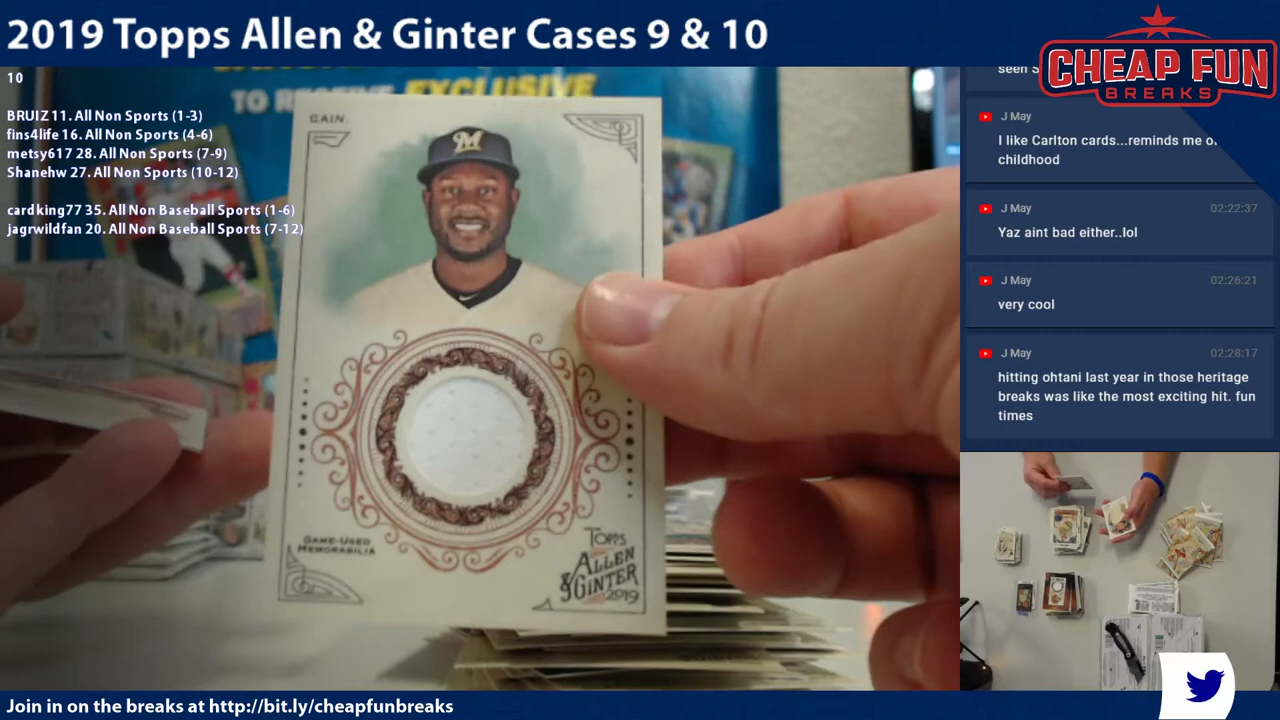 2019 Topps Allen & Ginter Cases 9 & 10
CHEAP FUN
BREAKS
10
BRUIZ 11. All Non Sports (1-3)
fins4life 16. All Non Sports (4-6)
metsy617 28. All Non Sports (7-9)
Shanehw 27. All Non Sports (10-12)
cardking77 35. All Non Baseball Sports (1-6)
jagrwildfan 20. All Non Baseball Sports (7-12)
TO RECEIVE EXCLUSIVE
CAIN.
M
GAME-USED
MEMORABILIA
TOPPS
ALLEN
& GINTER
2019
seen
J May
I like Carlton cards...reminds me
childhood
J May 02:22:37
Yaz aint bad either..lol
J May 02:26:21
very cool
J May 02:28:17
hitting ohtani last year in those heritage
breaks was like the most exciting hit. fun
times
Join in on the breaks at http://bit.ly/cheapfunbreaks